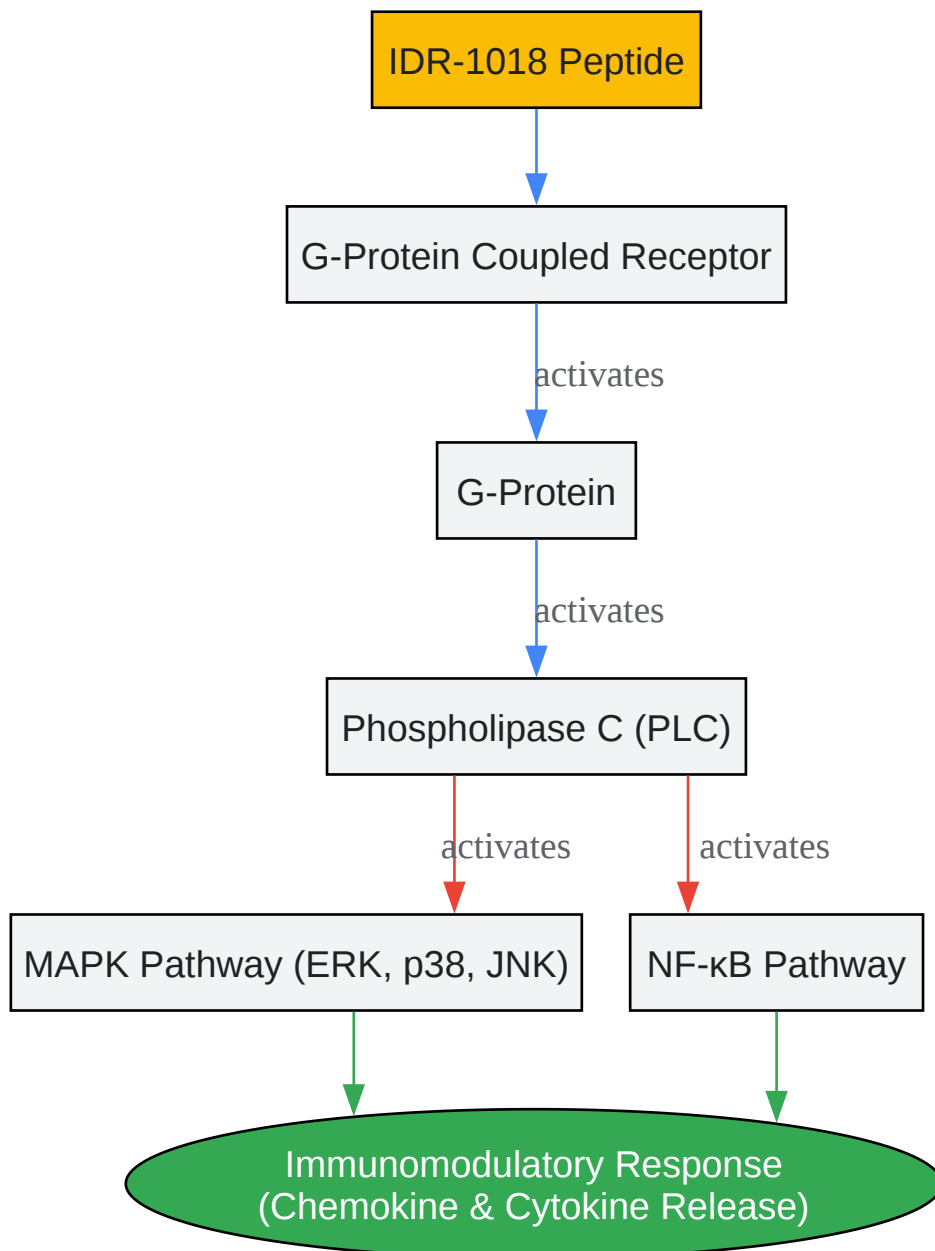 IDR-1018 Peptide
G-Protein Coupled Receptor
activates
G-Protein
activates
Phospholipase C (PLC)
activates
activates
MAPK Pathway (ERK, p38, JNK)
NF-κB Pathway
Immunomodulatory Response
(Chemokine & Cytokine Release)